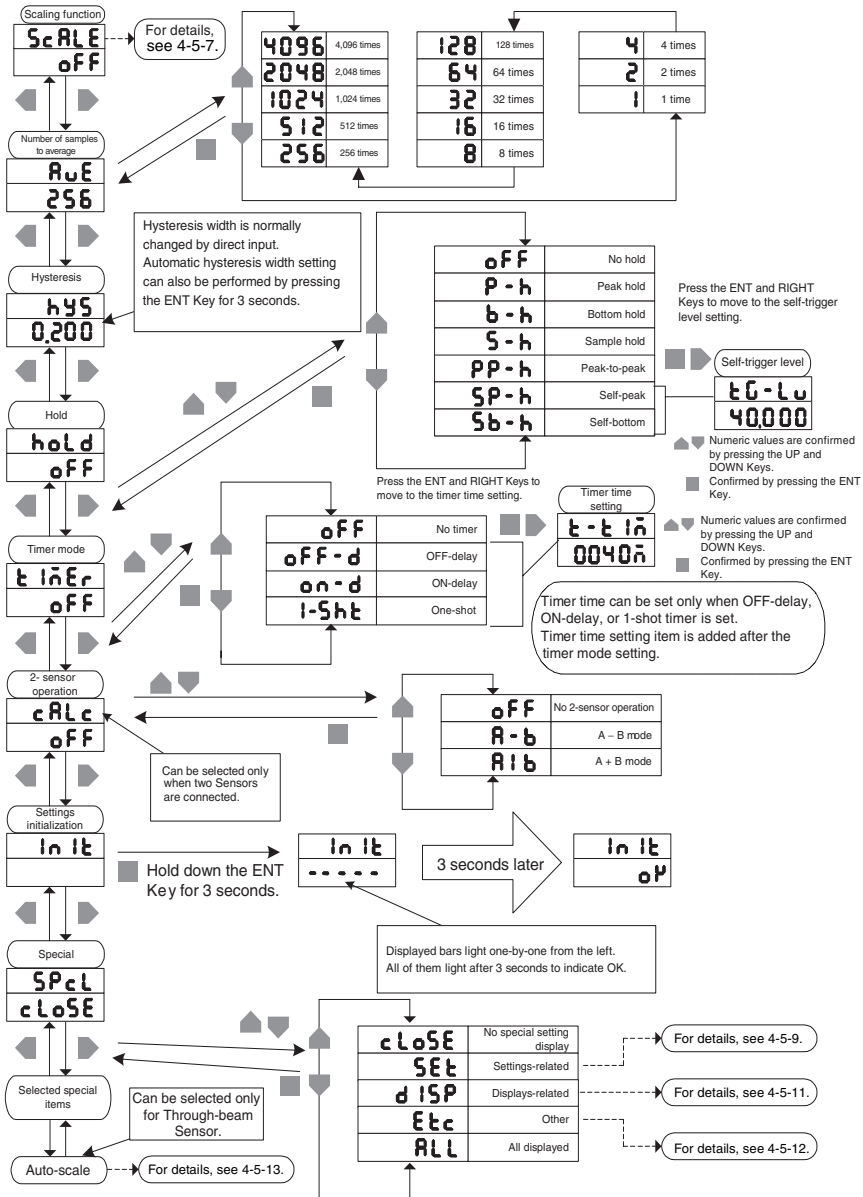 Scaling function
ScALE
oFF
For details,
see 4-5-7.
4096 4,096 times
2048 2,048 times
1024 1,024 times
512 512 times
256 256 times
128 128 times
64 64 times
32 32 times
16 16 times
8 8 times
4 4 times
2 2 times
1 1 time
Number of samples
to average
AvE
256
Hysteresis width is normally
changed by direct input.
Automatic hysteresis width setting
can also be performed by pressing
the ENT Key for 3 seconds.
Hysteresis
hYS
0.200
oFF No hold
P-h Peak hold
b-h Bottom hold
S-h Sample hold
PP-h Peak-to-peak
SP-h Self-peak
Sb-h Self-bottom
Press the ENT and RIGHT
Keys to move to the self-trigger
level setting.
Self-trigger level
tG-Lv
40.000
Numeric values are confirmed
by pressing the UP and
DOWN Keys.
Confirmed by pressing the ENT
Key.
Hold
hoLd
oFF
Press the ENT and RIGHT Keys to
move to the timer time setting.
oFF No timer
oFF-d OFF-delay
on-d ON-delay
1-Sht One-shot
Timer time
setting
t-tim
0040m
Numeric values are confirmed
by pressing the UP and
DOWN Keys.
Confirmed by pressing the ENT
Key.
Timer time can be set only when OFF-delay,
ON-delay, or 1-shot timer is set.
Timer time setting item is added after the
timer mode setting.
Timer mode
timEr
oFF
2- sensor
operation
cALc
oFF
Can be selected only
when two Sensors
are connected.
oFF No 2-sensor operation
A-b A – B mode
A1b A + B mode
Settings
initialization
InIt
Hold down the ENT
Key for 3 seconds.
InIt
-----
3 seconds later
InIt
oK
Displayed bars light one-by-one from the left.
All of them light after 3 seconds to indicate OK.
Special
SPcL
cLoSE
cLoSE No special setting
display
SEt Settings-related
dISP Displays-related
Etc Other
ALL All displayed
For details, see 4-5-9.
For details, see 4-5-11.
For details, see 4-5-12.
Selected special
items
Can be selected only
for Through-beam
Sensor.
Auto-scale
For details, see 4-5-13.